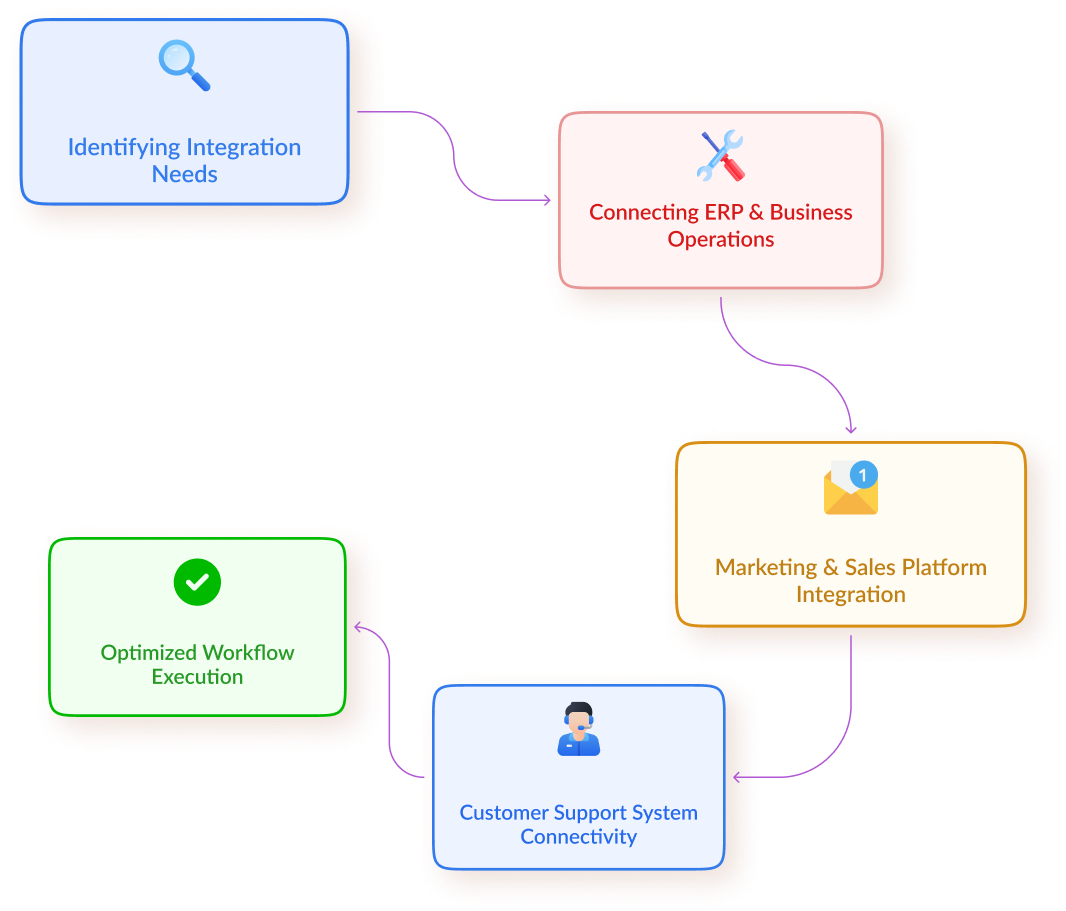 Identifying Integration
Needs
Connecting ERP & Business
Operations
1
Marketing & Sales Platform
Integration
Customer Support System
Connectivity
Optimized Workflow
Execution